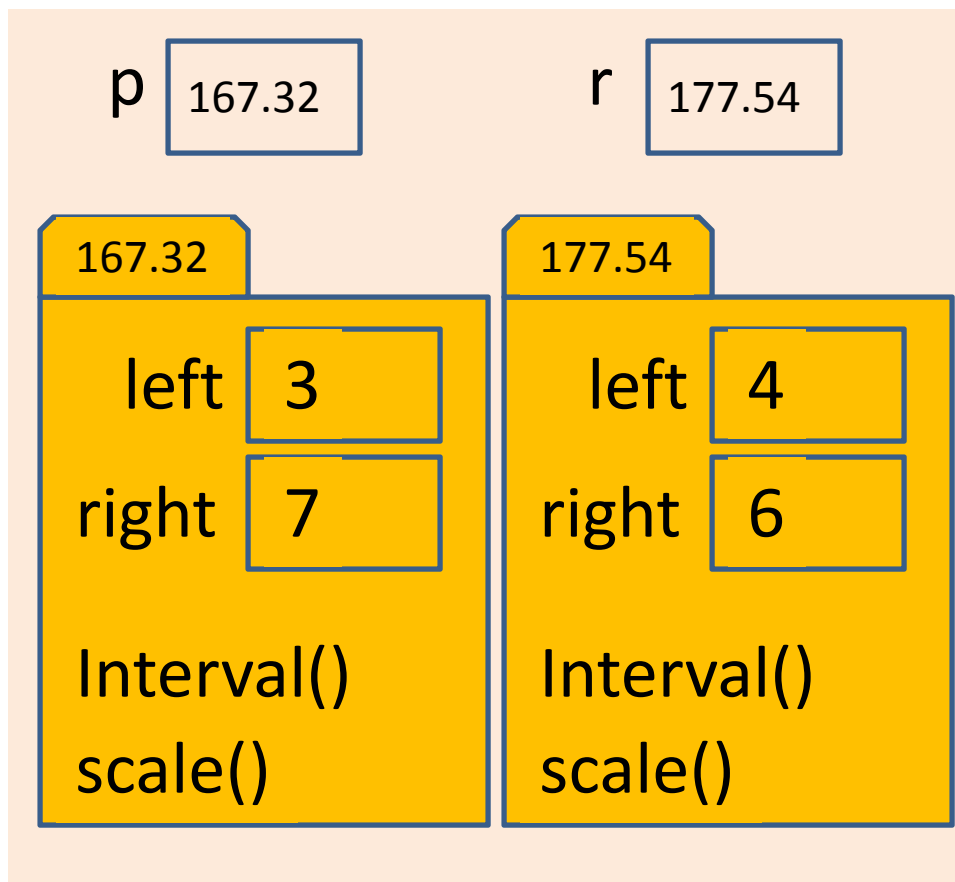 p 167.32 r 177.54
167.32 177.54
left 3 left 4
right 7 right 6
Interval() Interval()
scale() scale()